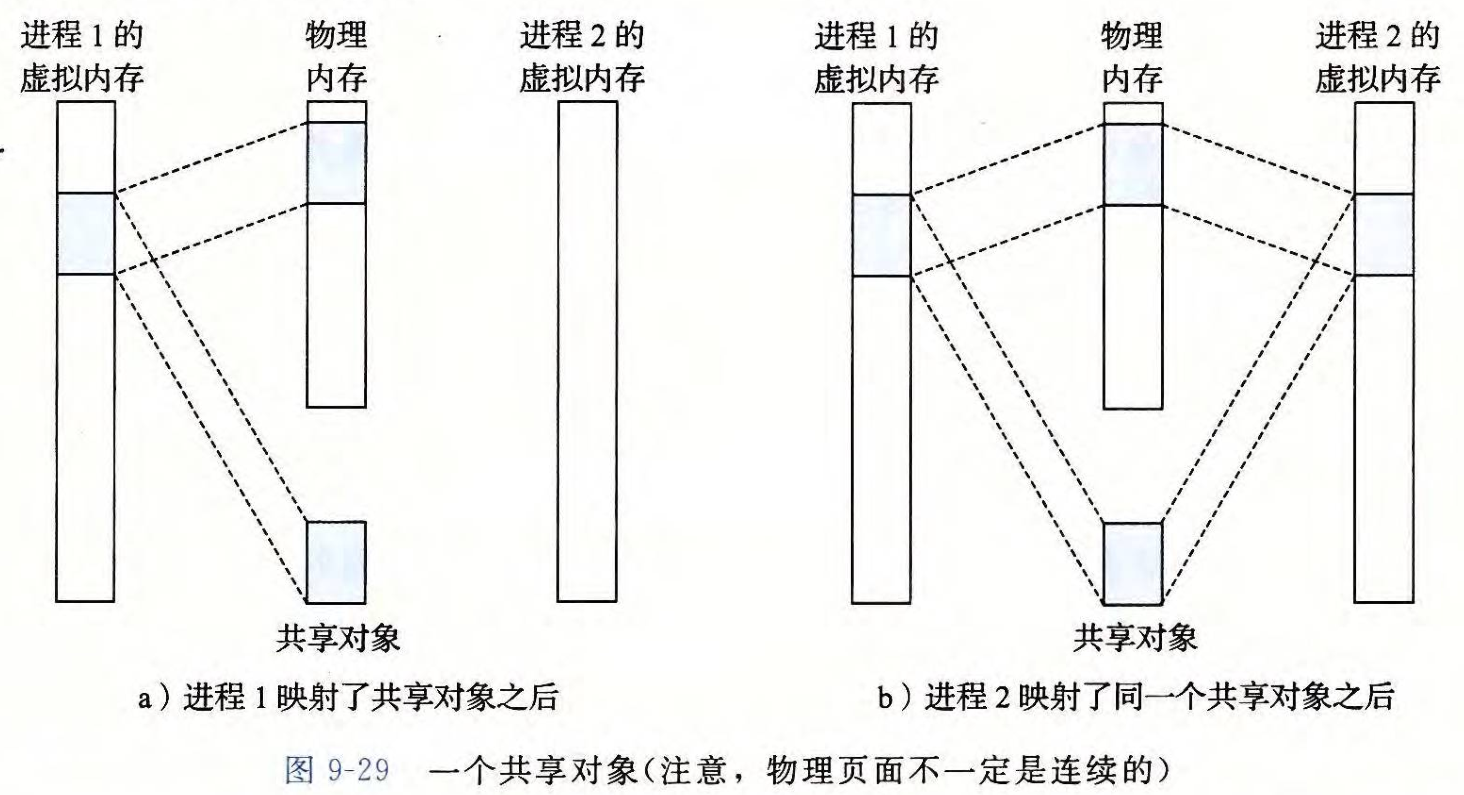 进程 1 的
虚拟内存
物理
内存
进程 2 的
虚拟内存
共享对象
a）进程 1 映射了共享对象之后
进程 1 的
虚拟内存
物理
内存
进程 2 的
虚拟内存
共享对象
b）进程 2 映射了同一个共享对象之后
图 9-29 一个共享对象(注意，物理页面不一定是连续的)